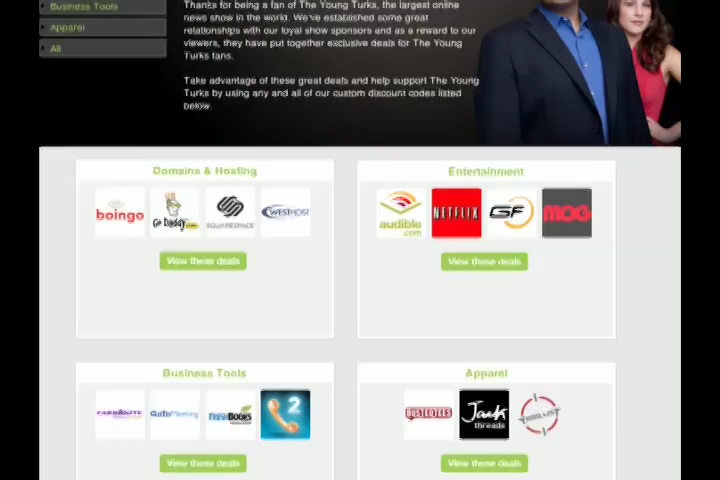 Business Tools
Apparel
All
Thanks for being a fan of The Young Turks, the largest online
news show in the world. We've established some great
relationships with our loyal show sponsors and as a reward to our
viewers, they have put together exclusive deals for The Young
Turks fans.
Take advantage of these great deals and help support The Young
Turks by using any and all of our custom discount codes listed
below.
Domains & Hosting
boingo
Go Daddy.com
SQUARESPACE
WESTHOST
View these deals
Entertainment
audible.com
NETFLIX
GF
MOG
View these deals
Business Tools
CARBONITE
GoToMeeting
FRESHBOOKS
2
View these deals
Apparel
BUSTEDTEES
Jack
threads
THRILLIST
View these deals